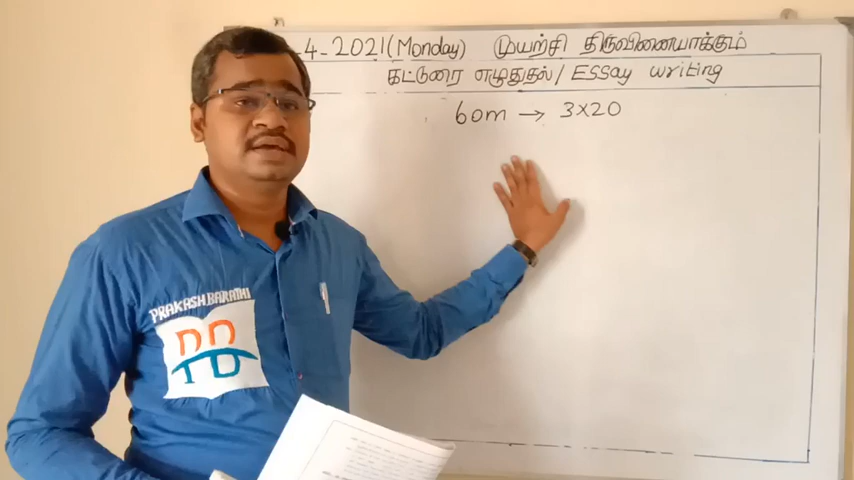 -4-2021(Monday) முயற்சி திருவினையாக்கும்
கட்டுரை எழுதுதல் / ESSay writing
60m → 3X20
PRAKASH BARATHI